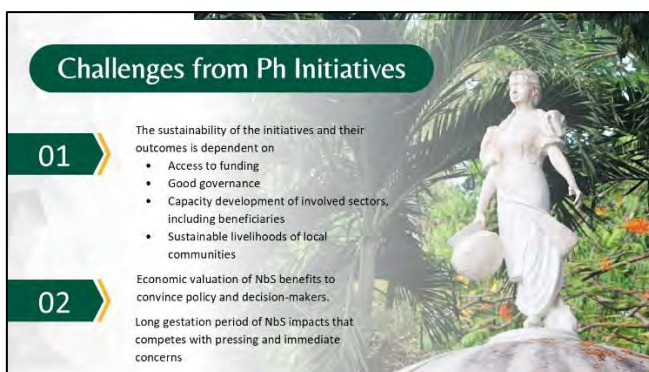 Challenges from Ph Initiatives
01
The sustainability of the initiatives and their
outcomes is dependent on
• Access to funding
• Good governance
• Capacity development of involved sectors,
including beneficiaries
• Sustainable livelihoods of local
communities
02
Economic valuation of NbS benefits to
convince policy and decision-makers.
Long gestation period of NbS impacts that
competes with pressing and immediate
concerns